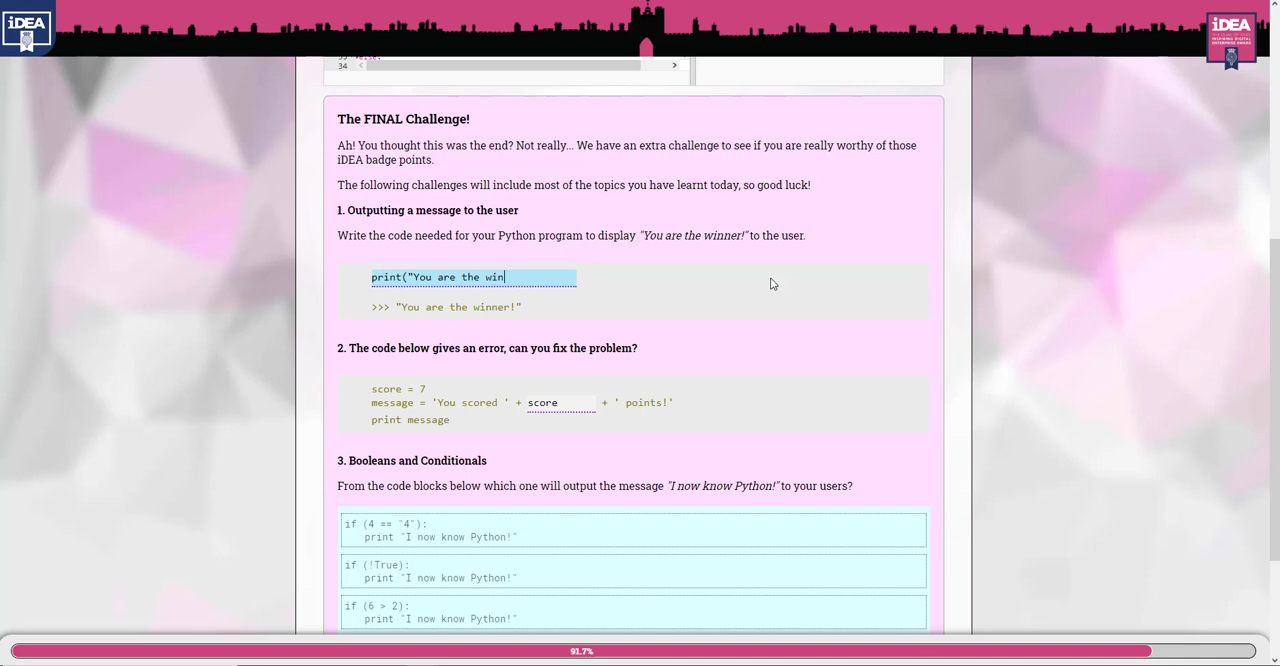 iDEA
iDEA
INSPIRING DIGITAL
ENTERPRISE AWARD
34
The FINAL Challenge!
Ah! You thought this was the end? Not really... We have an extra challenge to see if you are really worthy of those
iDEA badge points.
The following challenges will include most of the topics you have learnt today, so good luck!
1. Outputting a message to the user
Write the code needed for your Python program to display "You are the winner!" to the user.
print("You are the win
>>> "You are the winner!"
2. The code below gives an error, can you fix the problem?
score = 7
message = 'You scored ' + score + ' points!'
print message
3. Booleans and Conditionals
From the code blocks below which one will output the message "I now know Python!" to your users?
if (4 == "4"):
print "I now know Python!"
if (!True):
print "I now know Python!"
if (6 > 2):
print "I now know Python!"
91.7%